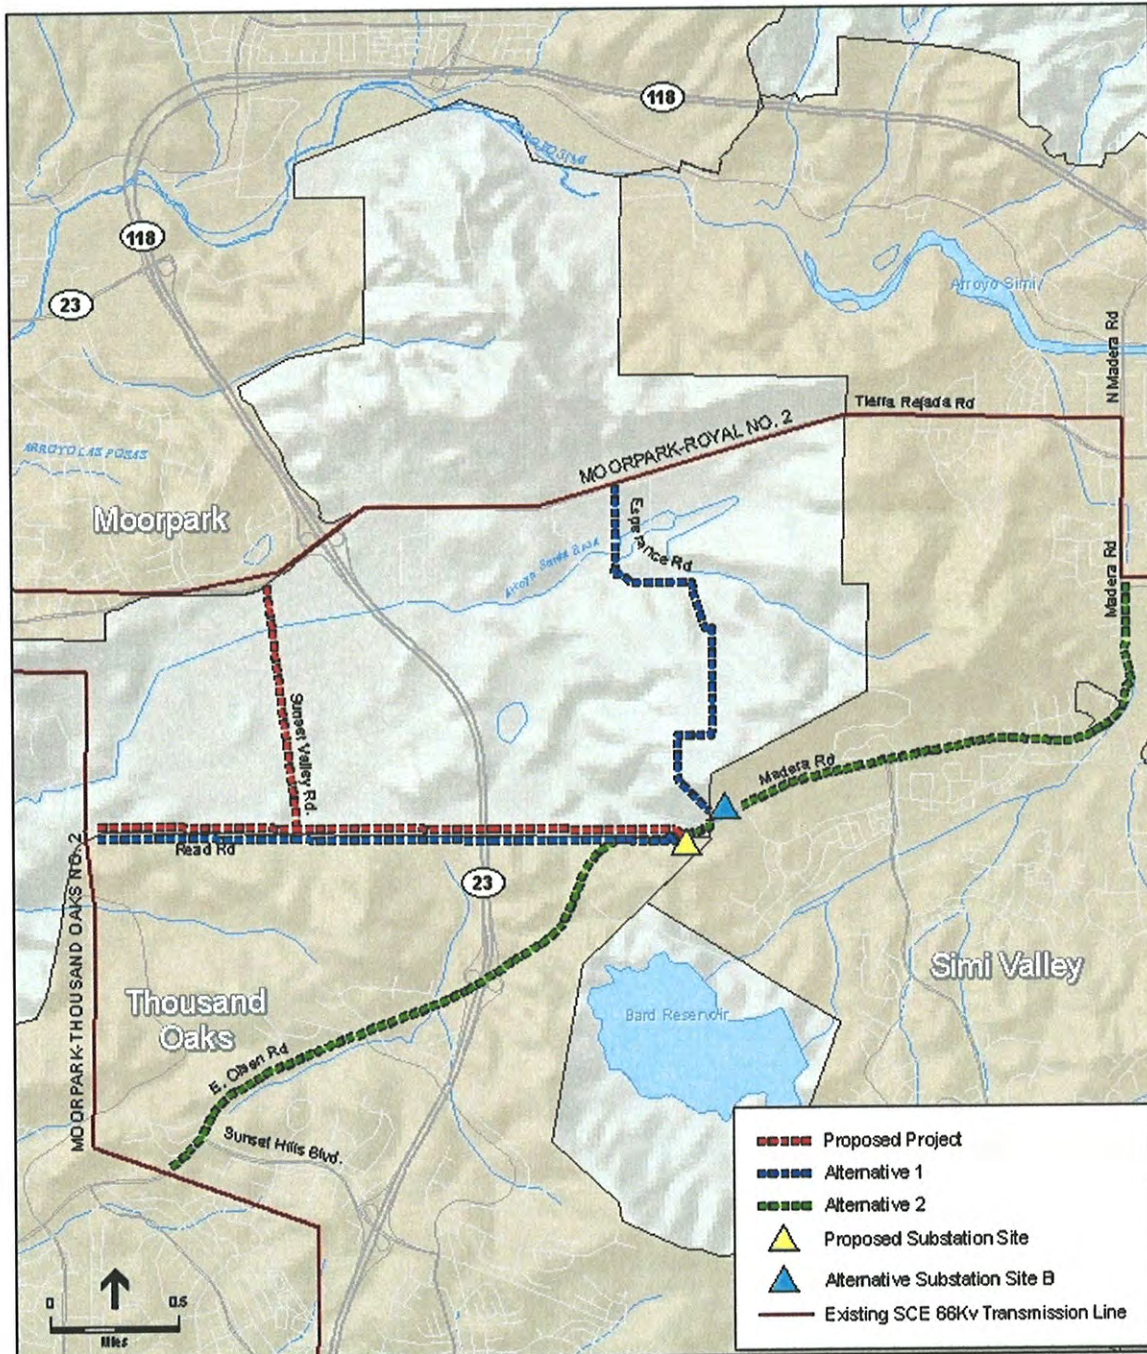 118
118
23
ARROYO SIMI
Arroyo Simi
N Madera Rd
Tierra Rejada Rd
MOORPARK-ROYAL NO. 2
ARROYO LAS POSAS
Moorpark
Esperance Rd
Arroyo Santa Rosa
Madera Rd
Sunset Valley Rd.
Madera Rd
Read Rd
23
MOORPARK-THOUSAND OAKS NO. 2
Simi Valley
Thousand
Oaks
Bard Reservoir
E. Olsen Rd
Sunset Hills Blvd.
Proposed Project
Alternative 1
Alternative 2
Proposed Substation Site
Alternative Substation Site B
Existing SCE 66Kv Transmission Line
0 0.5
Miles